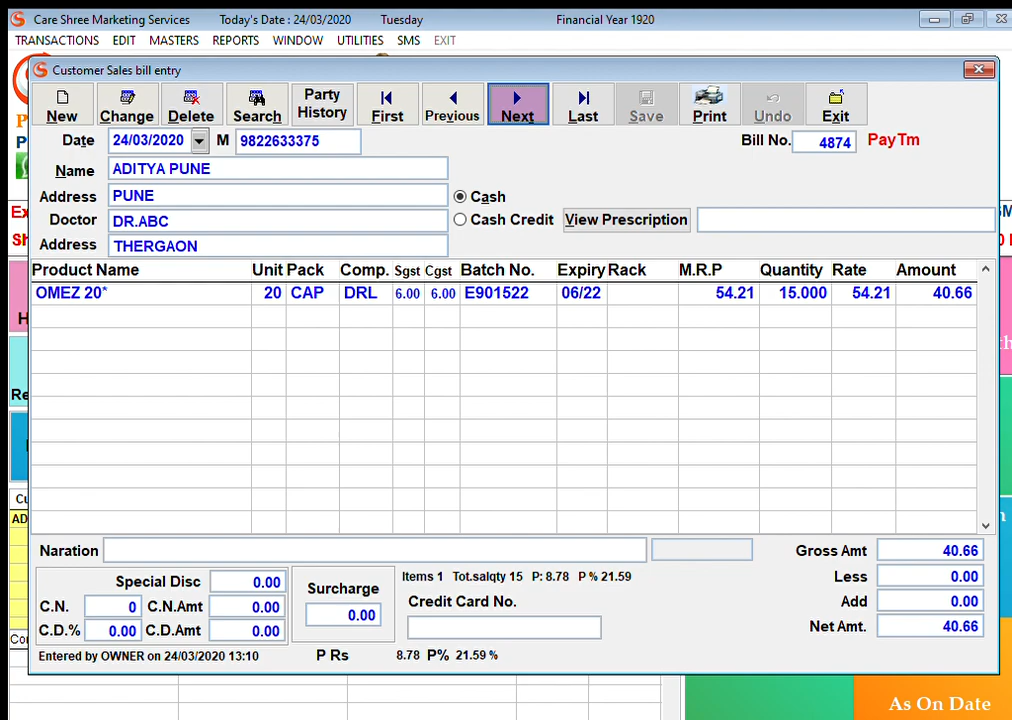 Care Shree Marketing Services Today's Date : 24/03/2020 Tuesday Financial Year 1920
TRANSACTIONS EDIT MASTERS REPORTS WINDOW UTILITIES SMS EXIT
Customer Sales bill entry
New Change Delete Search Party History First Previous Next Last Save Print Undo Exit
Date 24/03/2020 M 9822633375 Bill No. 4874 PayTm
Name ADITYA PUNE
Address PUNE Cash
Doctor DR.ABC Cash Credit View Prescription
Address THERGAON
Product Name Unit Pack Comp. Sgst Cgst Batch No. Expiry Rack M.R.P Quantity Rate Amount
OMEZ 20* 20 CAP DRL 6.00 6.00 E901522 06/22 54.21 15.000 54.21 40.66
Naration Gross Amt 40.66
Special Disc 0.00 Surcharge Items 1 Tot.salqty 15 P: 8.78 P % 21.59 Less 0.00
C.N. 0 C.N.Amt 0.00 0.00 Credit Card No. Add 0.00
C.D.% 0.00 C.D.Amt 0.00 Net Amt. 40.66
Entered by OWNER on 24/03/2020 13:10 P Rs 8.78 P% 21.59 %
As On Date